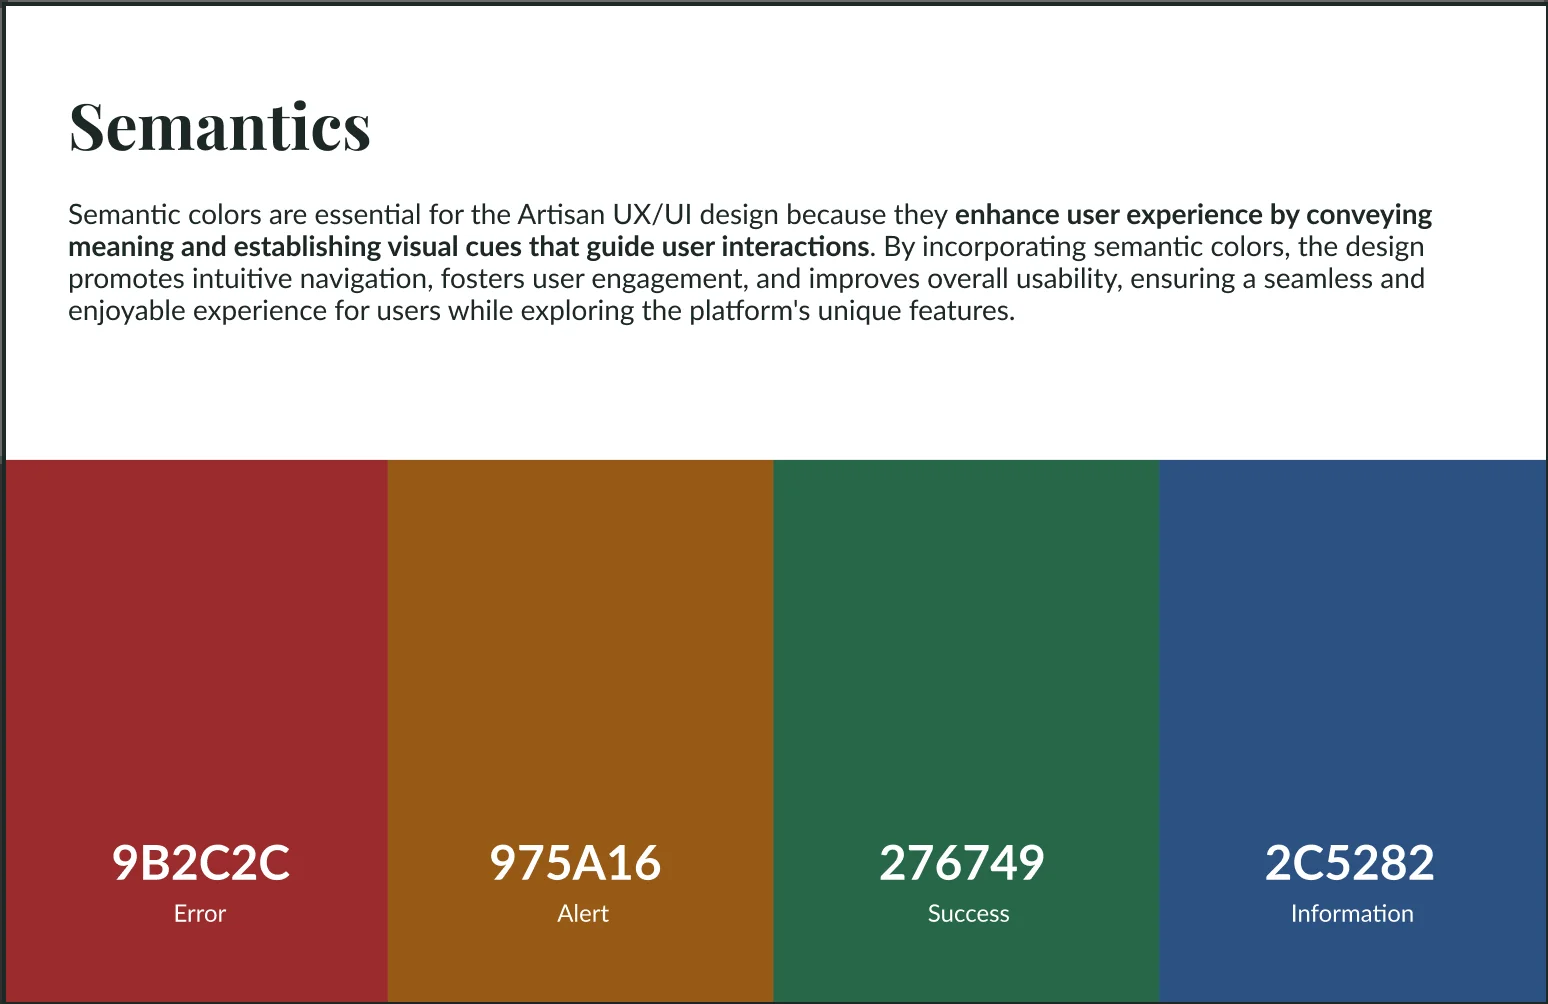 Semantics
Semantic colors are essential for the Artisan UX/UI design because they enhance user experience by conveying
meaning and establishing visual cues that guide user interactions. By incorporating semantic colors, the design
promotes intuitive navigation, fosters user engagement, and improves overall usability, ensuring a seamless and
enjoyable experience for users while exploring the platform's unique features.
9B2C2C
Error
975A16
Alert
276749
Success
2C5282
Information